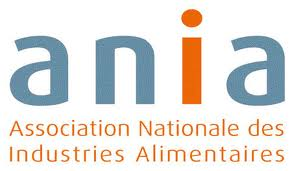 ania
Association Nationale des
Industries Alimentaires